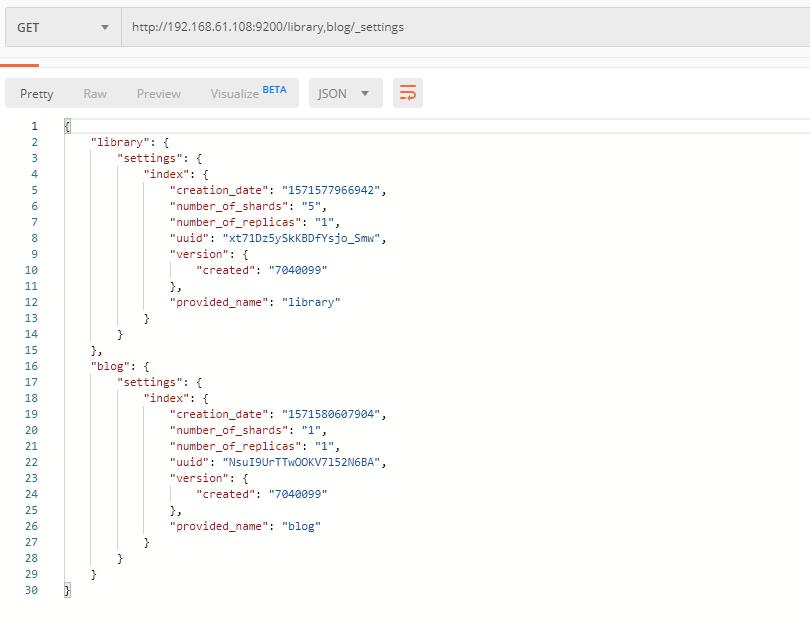 GET http://192.168.61.108:9200/library,blog/_settings
Pretty Raw Preview Visualize BETA JSON
1 {
2 "library": {
3 "settings": {
4 "index": {
5 "creation_date": "1571577966942",
6 "number_of_shards": "5",
7 "number_of_replicas": "1",
8 "uuid": "xt71Dz5ySkKBDfYsjo_Smw",
9 "version": {
10 "created": "7040099"
11 },
12 "provided_name": "library"
13 }
14 }
15 },
16 "blog": {
17 "settings": {
18 "index": {
19 "creation_date": "1571580607904",
20 "number_of_shards": "1",
21 "number_of_replicas": "1",
22 "uuid": "NsuI9UrTTwOOKV7l52N6BA",
23 "version": {
24 "created": "7040099"
25 },
26 "provided_name": "blog"
27 }
28 }
29 }
30 }